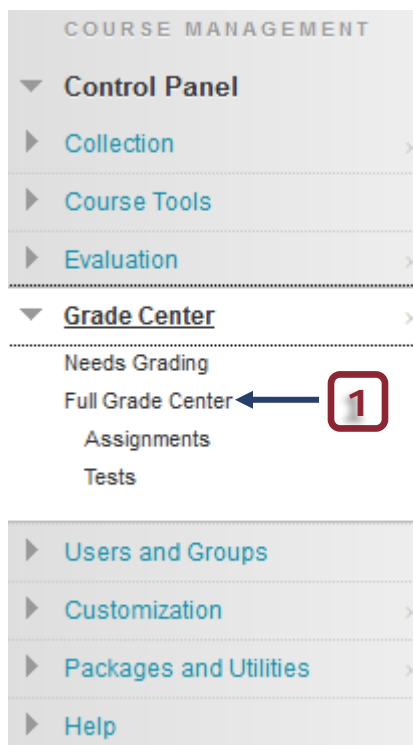 COURSE MANAGEMENT
Control Panel
Collection
Course Tools
Evaluation
Grade Center
Needs Grading
Full Grade Center 1
Assignments
Tests
Users and Groups
Customization
Packages and Utilities
Help